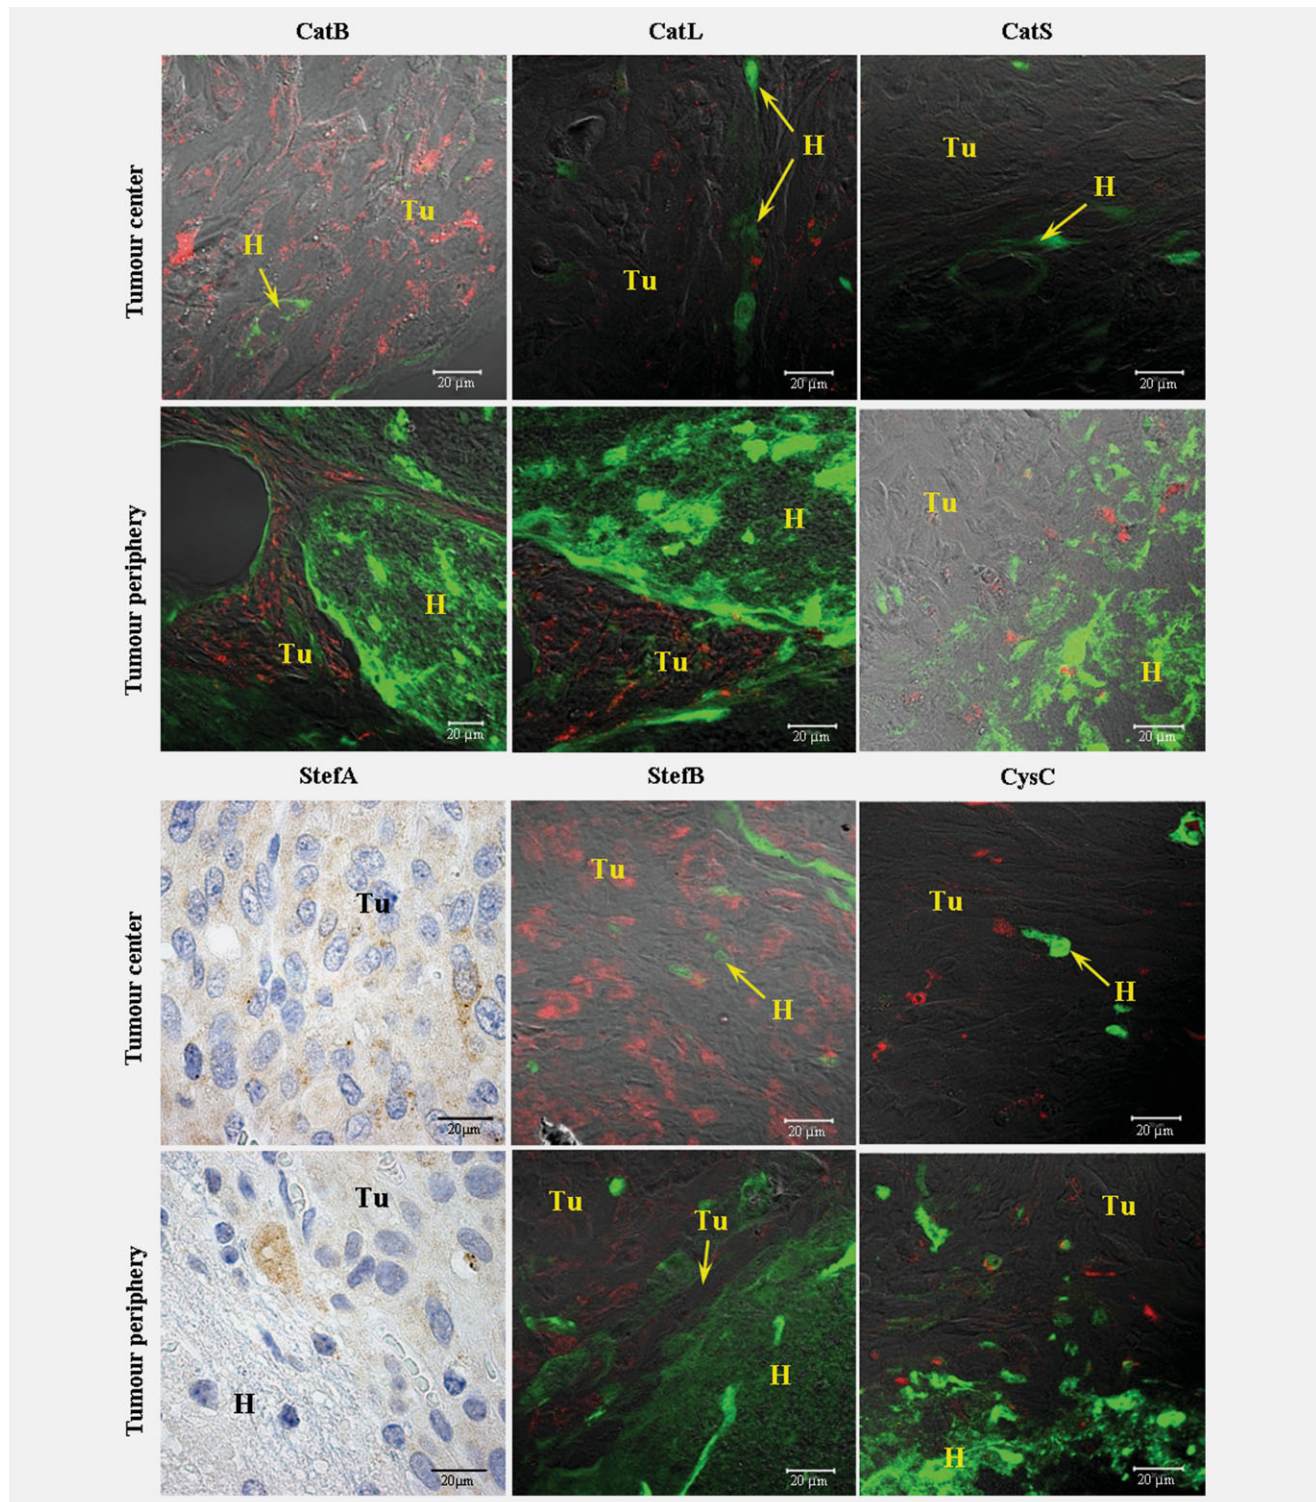 CatB CatL CatS
Tumour center
Tu
H
20 µm
H
Tu
20 µm
Tu
H
20 µm
Tumour periphery
H
Tu
20 µm
H
Tu
20 µm
Tu
H
20 µm
StefA StefB CysC
Tumour center
Tu
20µm
Tu
H
20 µm
Tu
H
20 µm
Tumour periphery
Tu
H
20µm
Tu
Tu
H
20 µm
Tu
H
20 µm